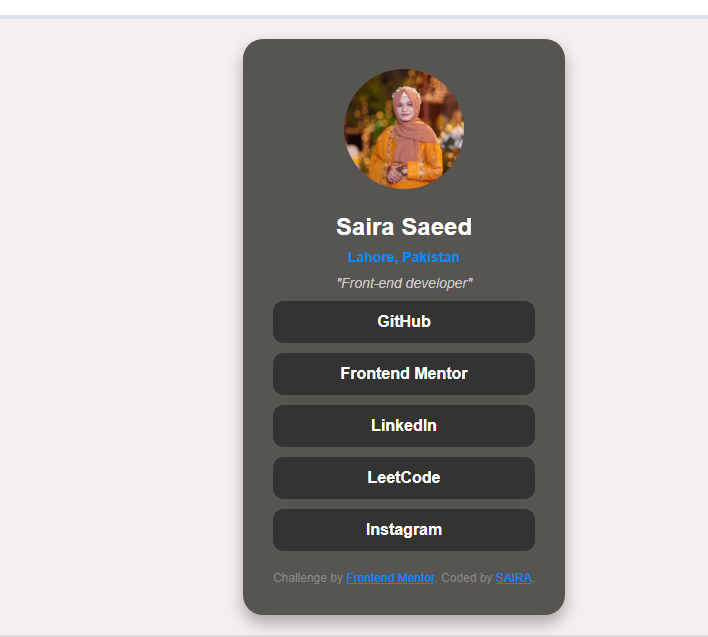 Saira Saeed
Lahore, Pakistan
"Front-end developer"
GitHub
Frontend Mentor
LinkedIn
LeetCode
Instagram
Challenge by Frontend Mentor. Coded by SAIRA.